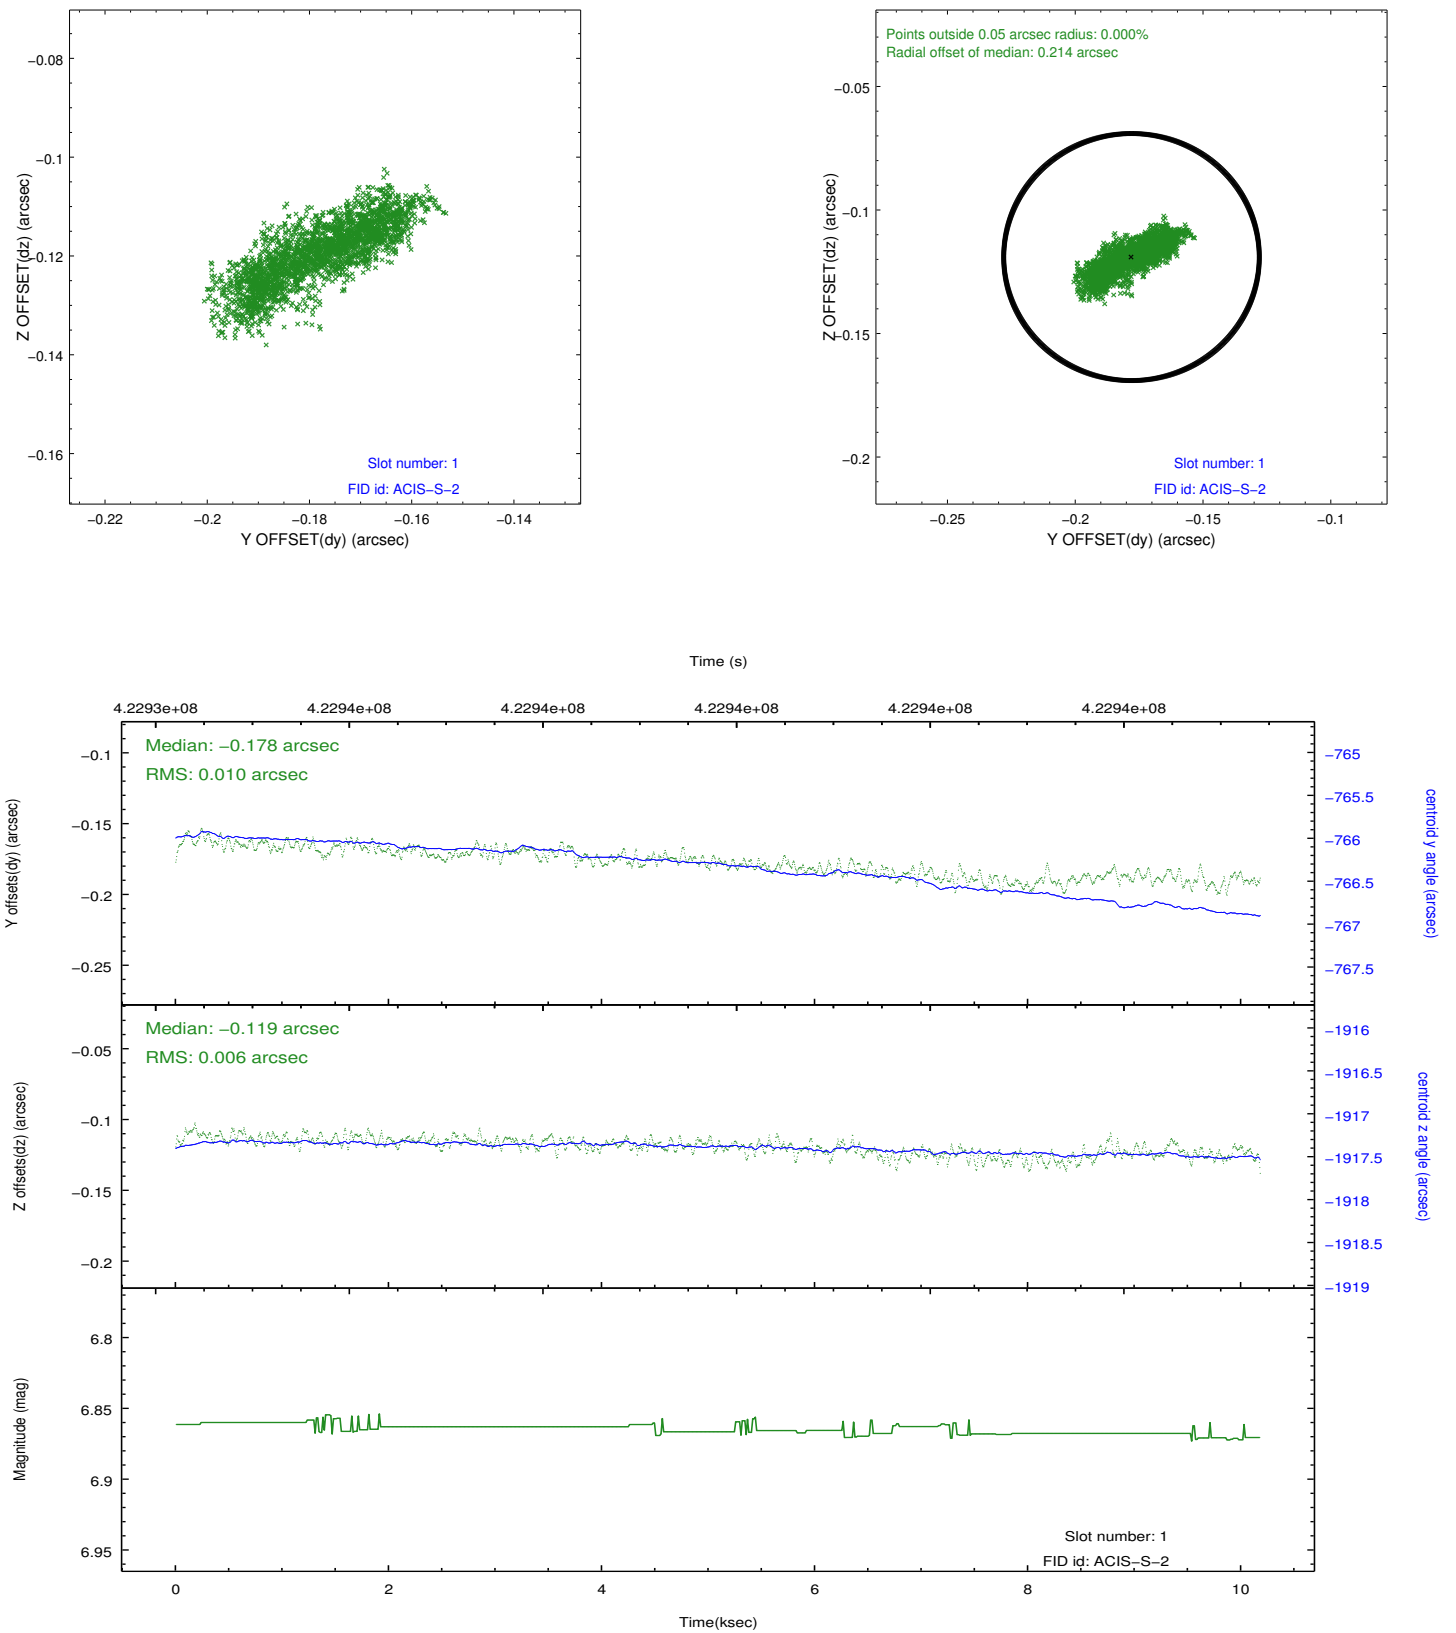 −0.08
−0.1
−0.12
−0.14
−0.16
Z OFFSET(dz) (arcsec)
Slot number: 1
FID id: ACIS−S−2
−0.22
−0.2
−0.18
−0.16
−0.14
Y OFFSET(dy) (arcsec)
Points outside 0.05 arcsec radius: 0.000%
Radial offset of median: 0.214 arcsec
−0.05
−0.1
−0.15
−0.2
Z OFFSET(dz) (arcsec)
Slot number: 1
FID id: ACIS−S−2
−0.25
−0.2
−0.15
−0.1
Y OFFSET(dy) (arcsec)
Time (s)
4.2293e+08
4.2294e+08
4.2294e+08
4.2294e+08
4.2294e+08
4.2294e+08
Median: −0.178 arcsec
RMS: 0.010 arcsec
−0.1
−0.15
−0.2
−0.25
Y offsets(dy) (arcsec)
−765
−765.5
−766
−766.5
−767
−767.5
centroid y angle (arcsec)
Median: −0.119 arcsec
RMS: 0.006 arcsec
−0.05
−0.1
−0.15
−0.2
Z offsets(dz) (arcsec)
−1916
−1916.5
−1917
−1917.5
−1918
−1918.5
−1919
centroid z angle (arcsec)
6.8
6.85
6.9
6.95
Magnitude (mag)
Slot number: 1
FID id: ACIS−S−2
0
2
4
6
8
10
Time(ksec)